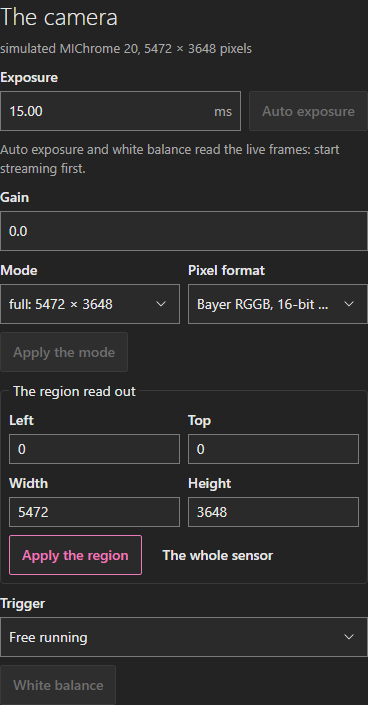 The camera
simulated MIChrome 20, 5472 × 3648 pixels
Exposure
15.00 ms
Auto exposure
Auto exposure and white balance read the live frames: start
streaming first.
Gain
0.0
Mode
Pixel format
full: 5472 × 3648
Bayer RGGB, 16-bit ...
Apply the mode
The region read out
Left
Top
0
0
Width
Height
5472
3648
Apply the region
The whole sensor
Trigger
Free running
White balance